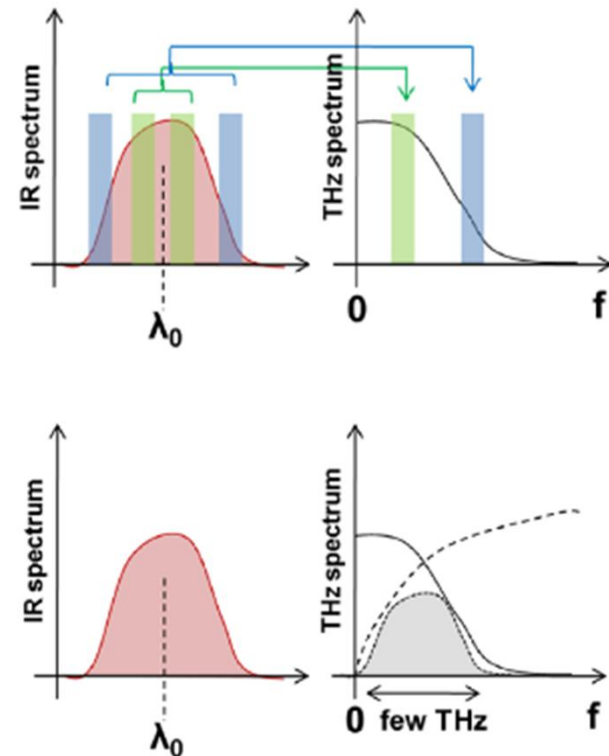 IR spectrum
THz spectrum
λ₀
0
f
IR spectrum
THz spectrum
λ₀
0
few THz
f